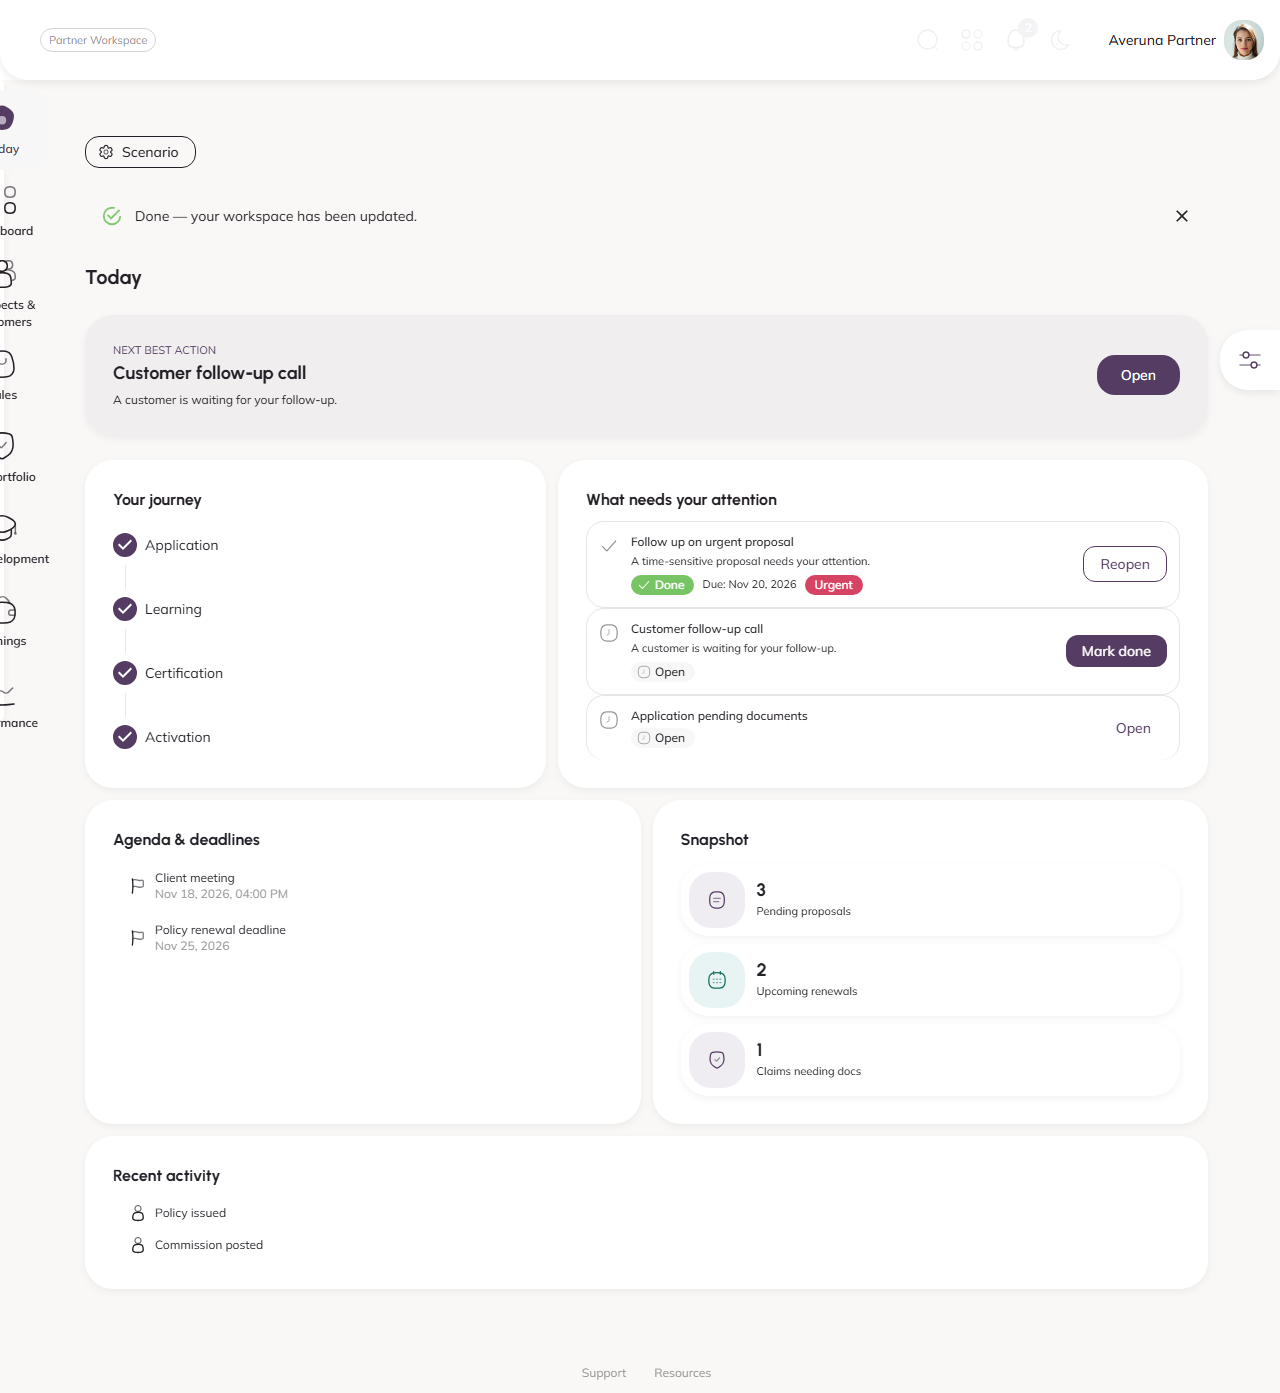 Partner Workspace
2
Averuna Partner
day
board
ects &
omers
les
ortfolio
elopment
nings
mance
Scenario
Done — your workspace has been updated.
Today
NEXT BEST ACTION
Customer follow-up call
A customer is waiting for your follow-up.
Open
Your journey
Application
Learning
Certification
Activation
What needs your attention
Follow up on urgent proposal
A time-sensitive proposal needs your attention.
Done Due: Nov 20, 2026 Urgent
Reopen
Customer follow-up call
A customer is waiting for your follow-up.
Open
Mark done
Application pending documents
Open
Open
Agenda & deadlines
Client meeting
Nov 18, 2026, 04:00 PM
Policy renewal deadline
Nov 25, 2026
Snapshot
3
Pending proposals
2
Upcoming renewals
1
Claims needing docs
Recent activity
Policy issued
Commission posted
Support Resources